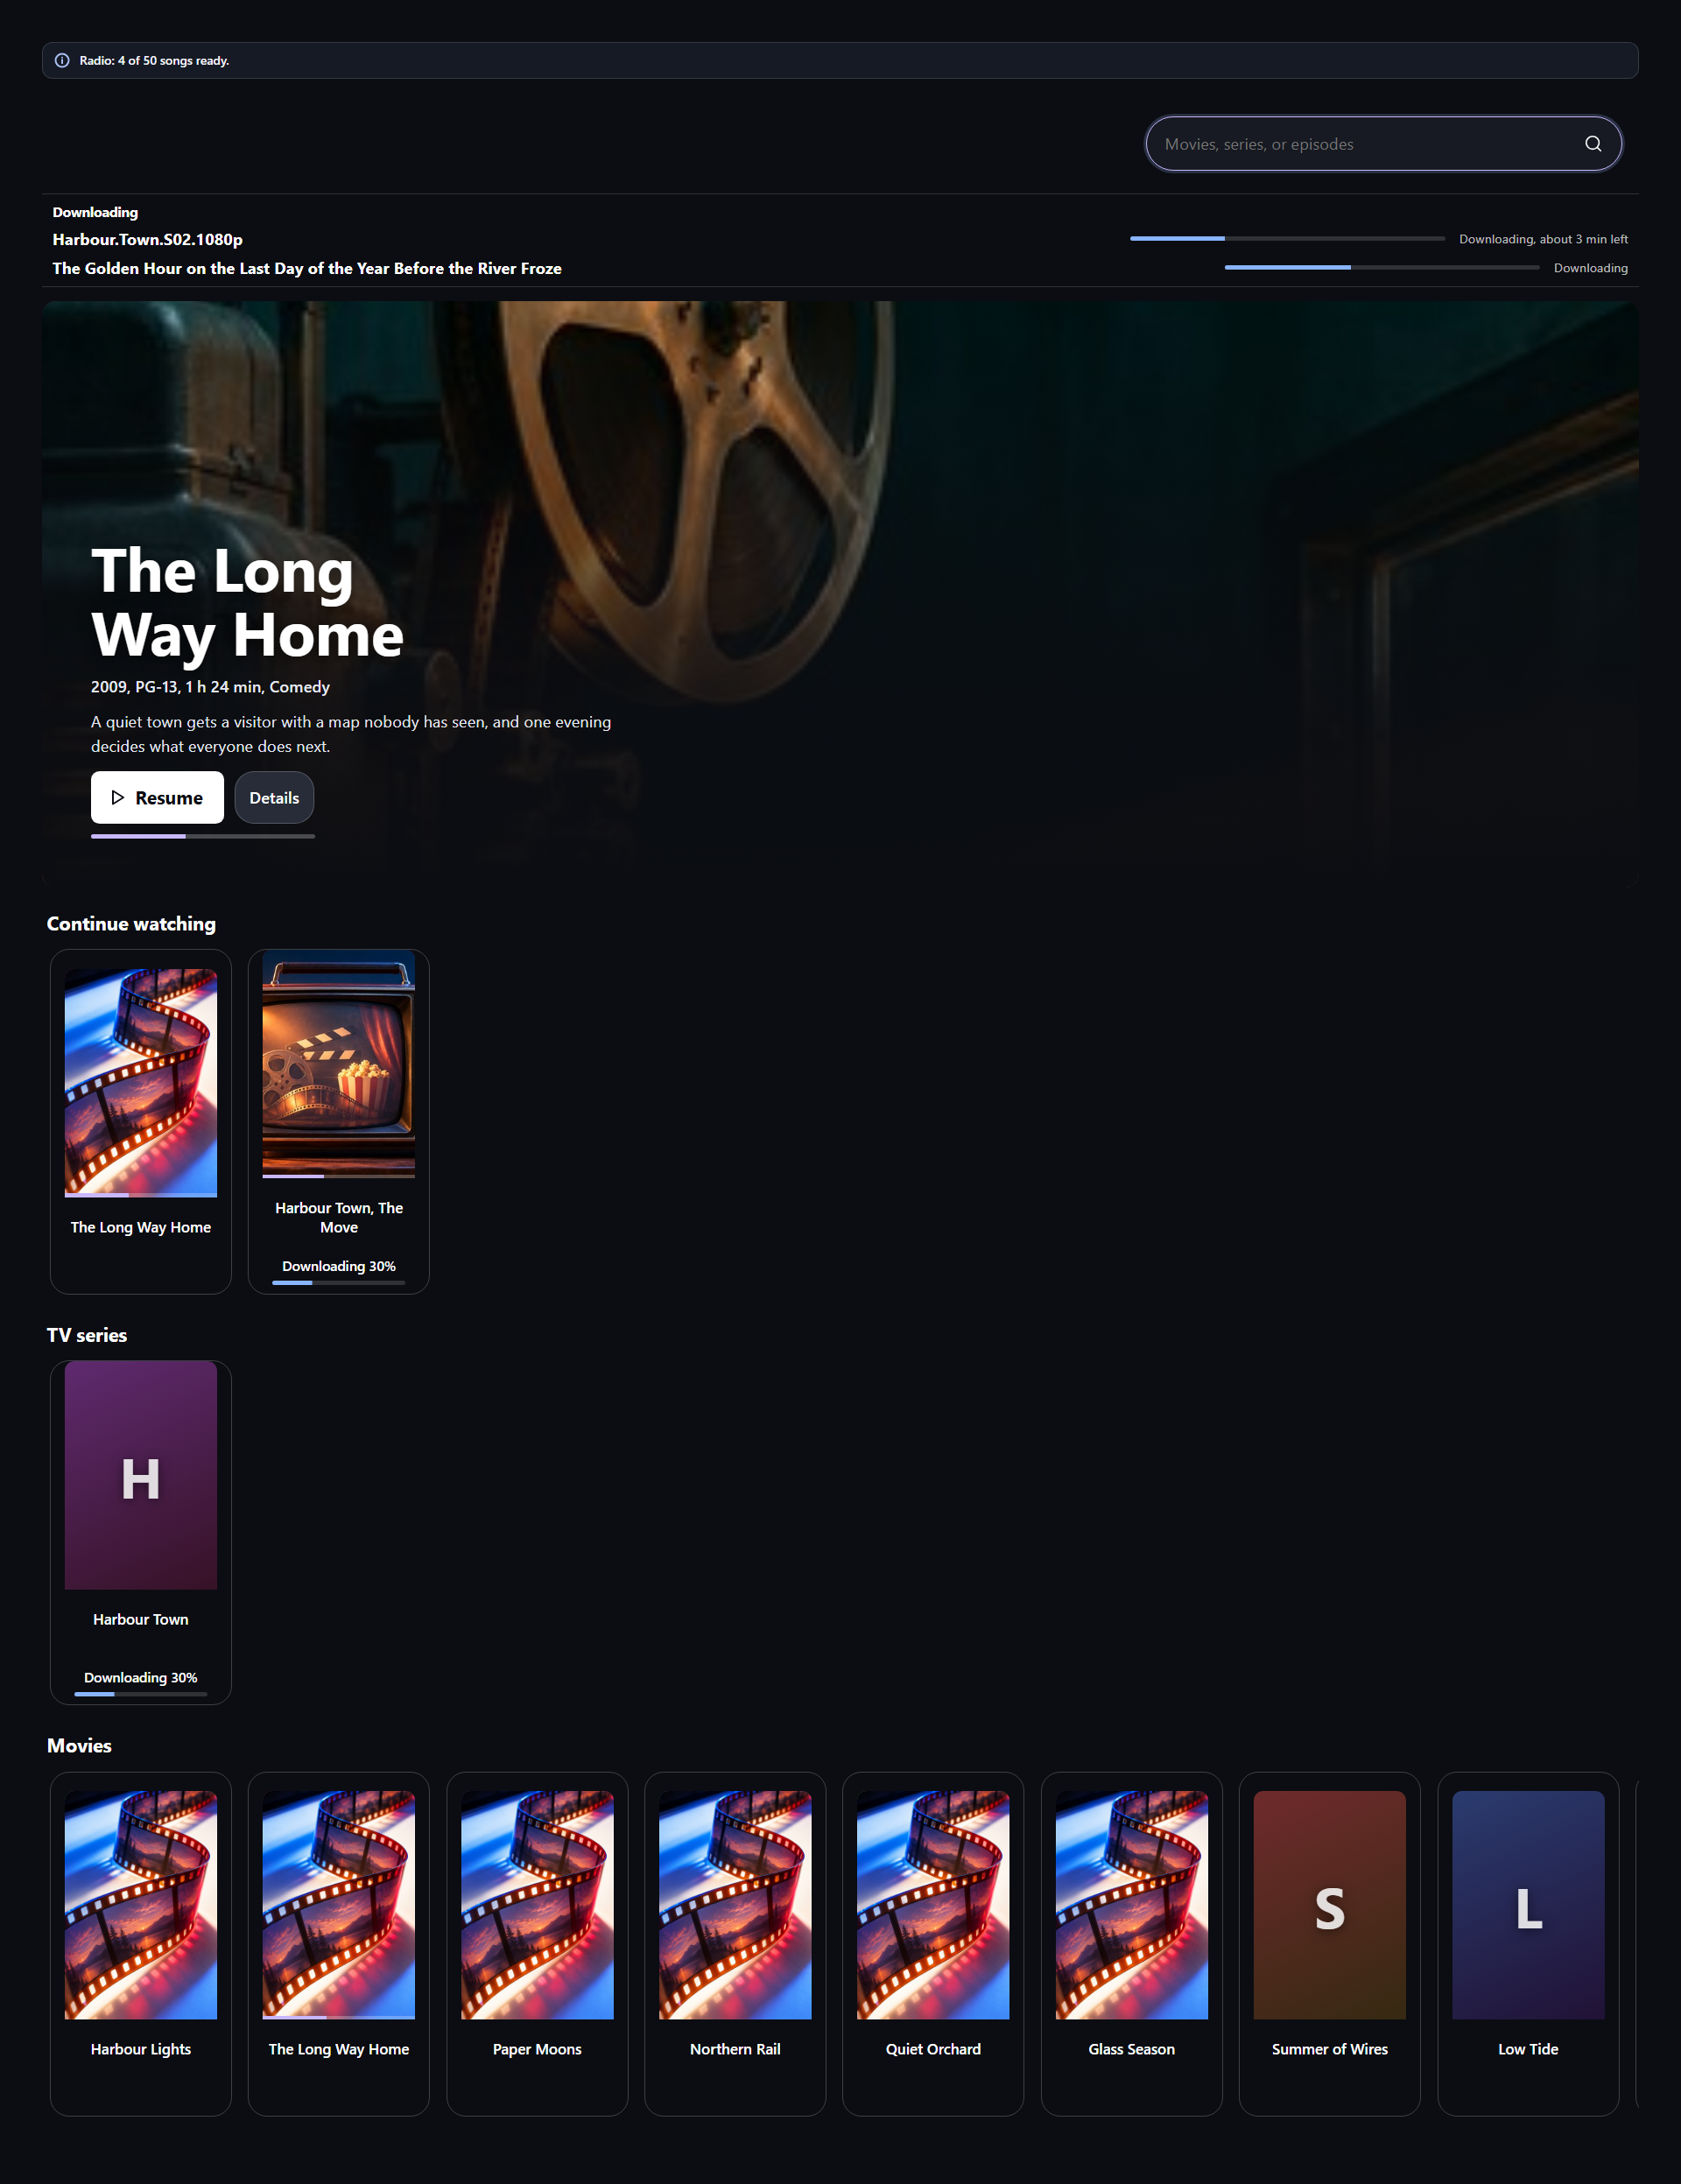 Radio: 4 of 50 songs ready.
Movies, series, or episodes
Downloading
Harbour.Town.S02.1080p
Downloading, about 3 min left
The Golden Hour on the Last Day of the Year Before the River Froze
Downloading
The Long
Way Home
2009, PG-13, 1 h 24 min, Comedy
A quiet town gets a visitor with a map nobody has seen, and one evening
decides what everyone does next.
Resume
Details
Continue watching
The Long Way Home
Harbour Town, The
Move
Downloading 30%
TV series
H
Harbour Town
Downloading 30%
Movies
S
L
Harbour Lights
The Long Way Home
Paper Moons
Northern Rail
Quiet Orchard
Glass Season
Summer of Wires
Low Tide